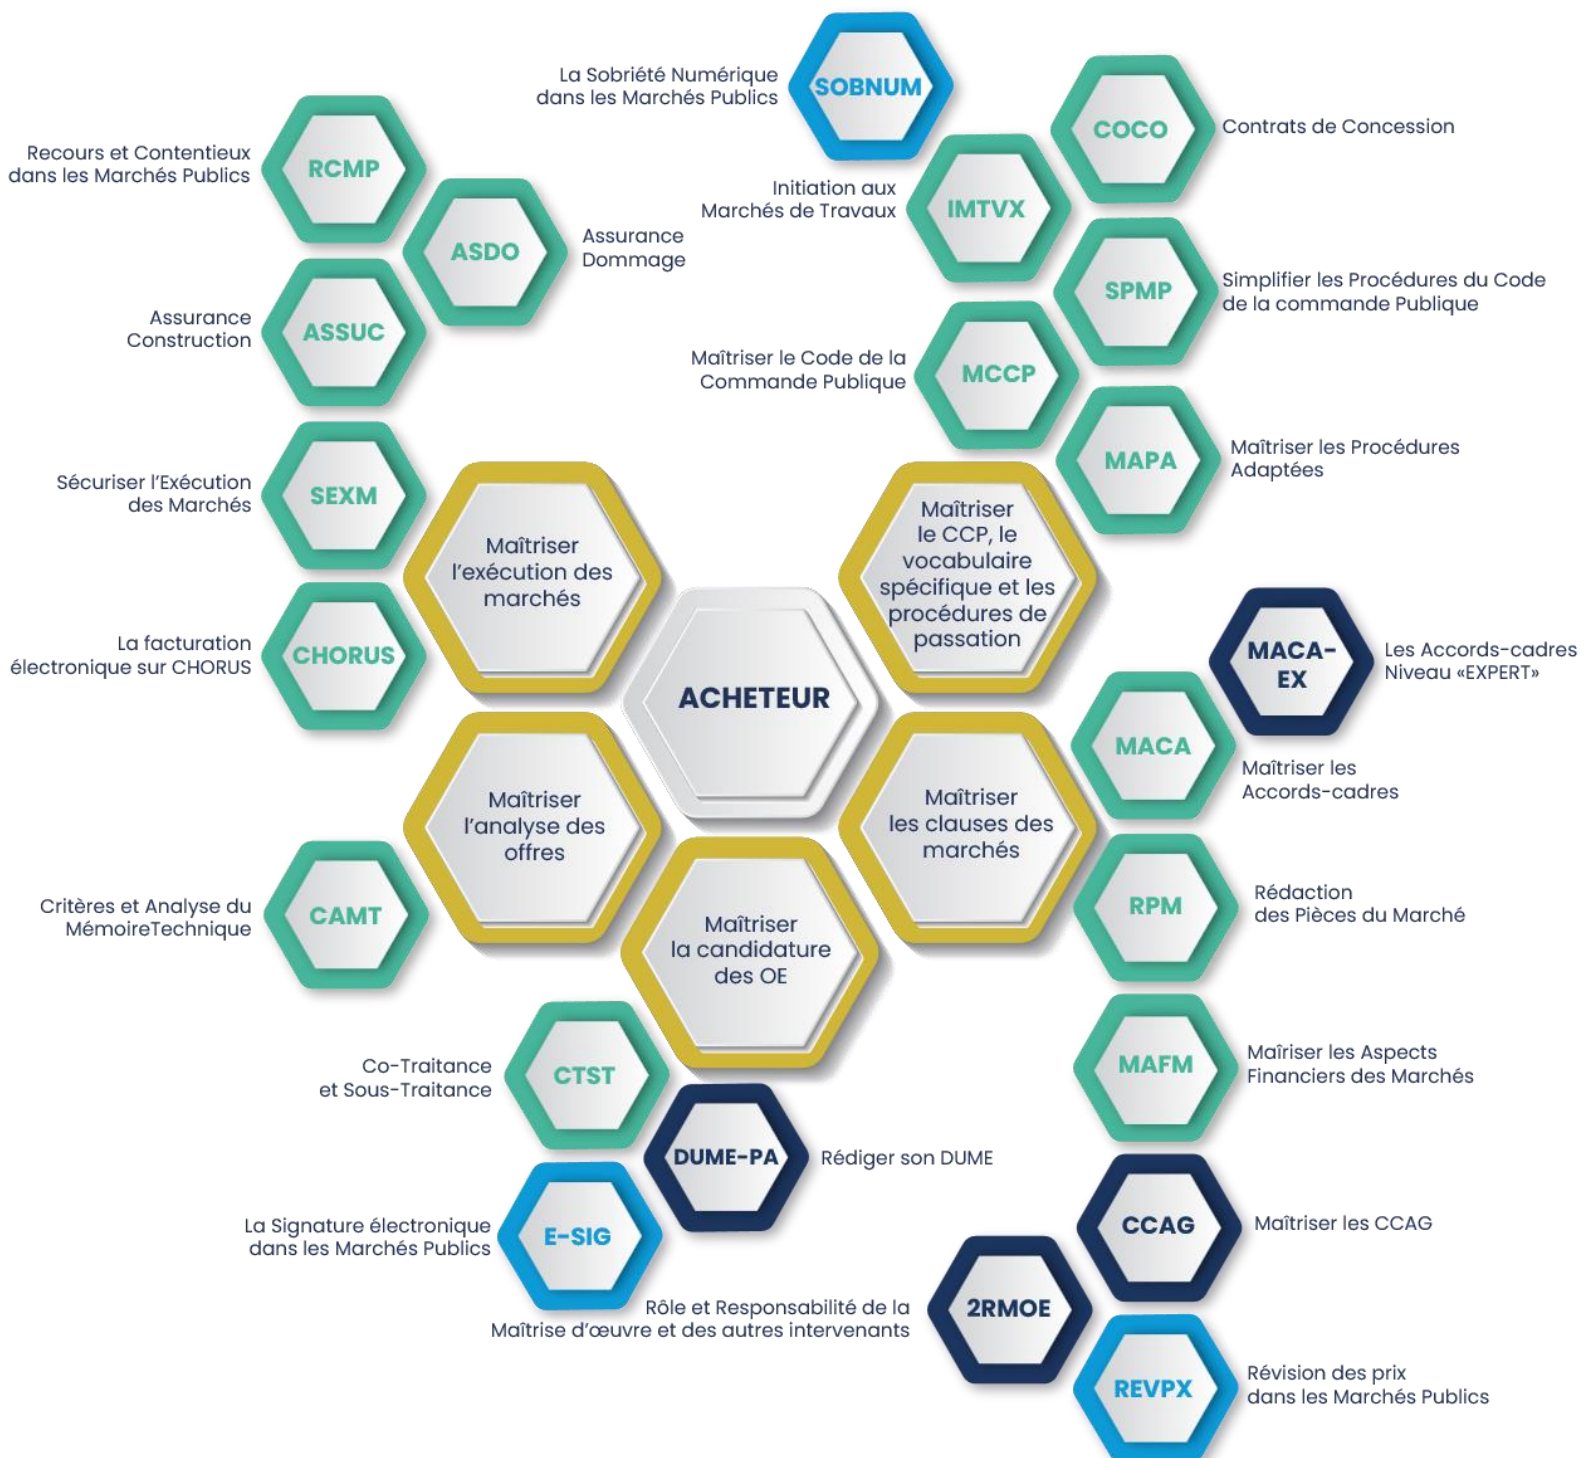 La Sobriété Numérique
dans les Marchés Publics
SOBNUM
COCO
Contrats de Concession
Recours et Contentieux
dans les Marchés Publics
RCMP
Initiation aux
Marchés de Travaux
IMTVX
ASDO
Assurance
Dommage
SPMP
Simplifier les Procédures du Code
de la commande Publique
Assurance
Construction
ASSUC
Maîtriser le Code de la
Commande Publique
MCCP
MAPA
Maîtriser les Procédures
Adaptées
Sécuriser l'Exécution
des Marchés
SEXM
Maîtriser
l'exécution des
marchés
Maîtriser
le CCP, le
vocabulaire
spécifique et les
procédures de
passation
La facturation
électronique sur CHORUS
CHORUS
MACA-
EX
Les Accords-cadres
Niveau «EXPERT»
ACHETEUR
MACA
Maîtriser les
Accords-cadres
Maîtriser
l'analyse des
offres
Maîtriser
les clauses des
marchés
Critères et Analyse du
MémoireTechnique
CAMT
RPM
Rédaction
des Pièces du Marché
Maîtriser
la candidature
des OE
Co-Traitance
et Sous-Traitance
CTST
MAFM
Maîriser les Aspects
Financiers des Marchés
DUME-PA
Rédiger son DUME
La Signature électronique
dans les Marchés Publics
E-SIG
CCAG
Maîtriser les CCAG
Rôle et Responsabilité de la
Maîtrise d'œuvre et des autres intervenants
2RMOE
REVPX
Révision des prix
dans les Marchés Publics